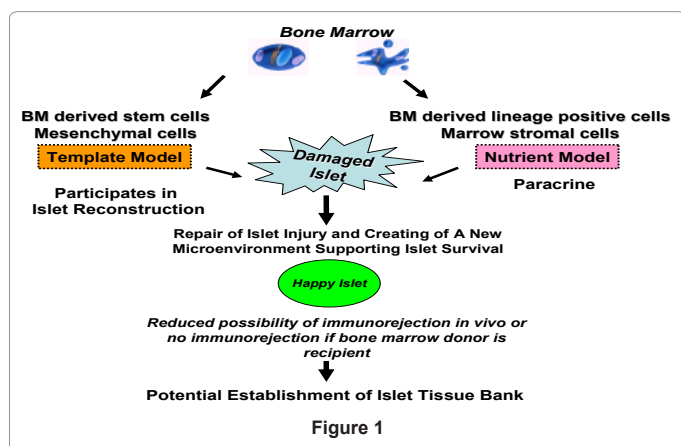 Bone Marrow
BM derived stem cells
Mesenchymal cells
Template Model
Participates in
Islet Reconstruction
BM derived lineage positive cells
Marrow stromal cells
Nutrient Model
Paracrine
Damaged
Islet
Repair of Islet Injury and Creating of A New
Microenvironment Supporting Islet Survival
Happy Islet
Reduced possibility of immunorejection in vivo or
no immunorejection if bone marrow donor is
recipient
Potential Establishment of Islet Tissue Bank
Figure 1